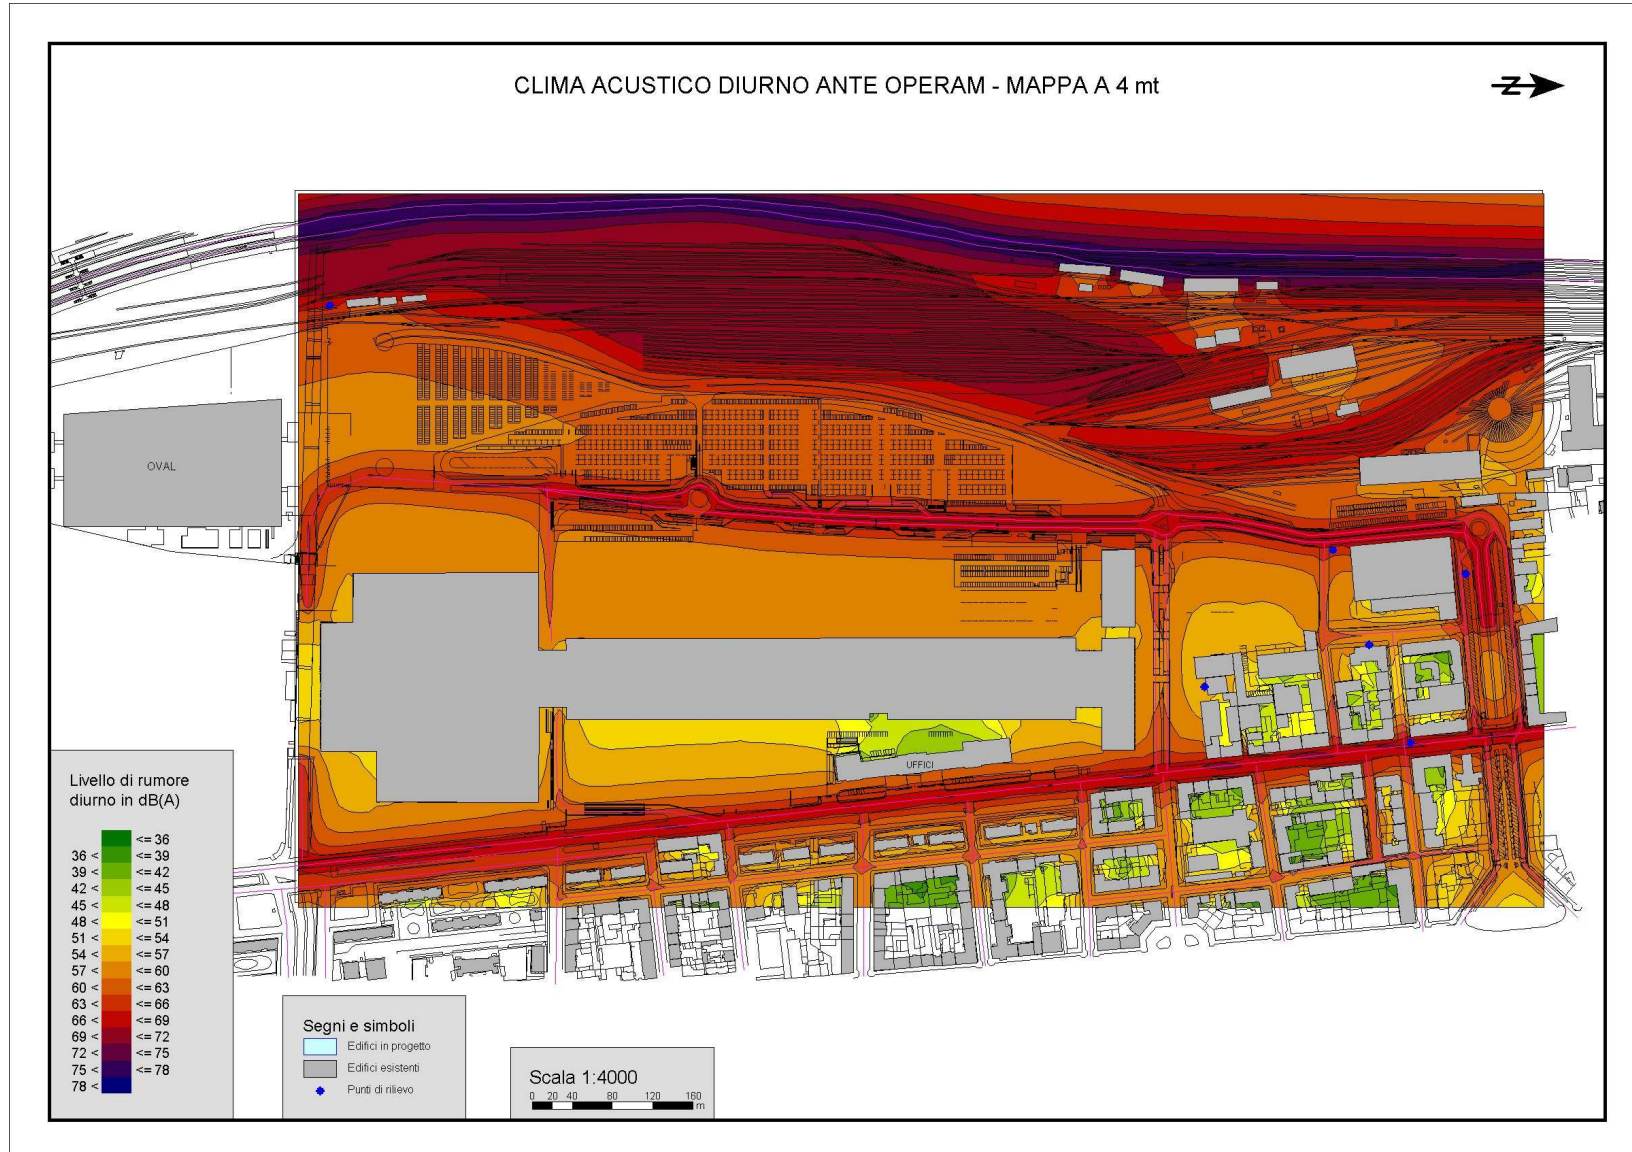 CLIMA ACUSTICO DIURNO ANTE OPERAM - MAPPA A 4 mt
Z
OVAL
UFFICI
Livello di rumore
diurno in dB(A)
<= 36
36 < <= 39
39 < <= 42
42 < <= 45
45 < <= 48
48 < <= 51
51 < <= 54
54 < <= 57
57 < <= 60
60 < <= 63
63 < <= 66
66 < <= 69
69 < <= 72
72 < <= 75
75 < <= 78
78 <
Segni e simboli
Edifici in progetto
Edifici esistenti
Punti di rilievo
Scala 1:4000
0 20 40 80 120 160
m